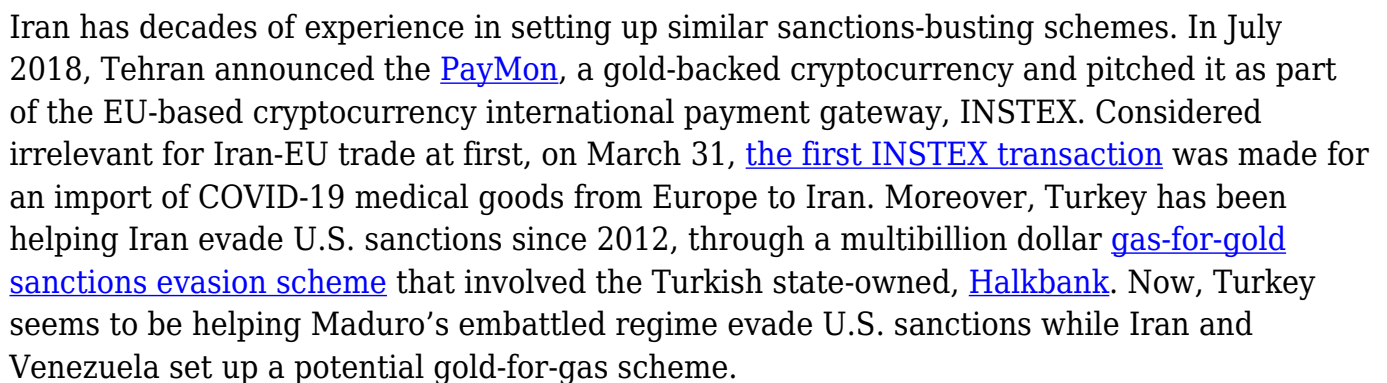 Iran has decades of experience in setting up similar sanctions-busting schemes. In July
2018, Tehran announced the PayMon, a gold-backed cryptocurrency and pitched it as part
of the EU-based cryptocurrency international payment gateway, INSTEX. Considered
irrelevant for Iran-EU trade at first, on March 31, the first INSTEX transaction was made for
an import of COVID-19 medical goods from Europe to Iran. Moreover, Turkey has been
helping Iran evade U.S. sanctions since 2012, through a multibillion dollar gas-for-gold
sanctions evasion scheme that involved the Turkish state-owned, Halkbank. Now, Turkey
seems to be helping Maduro’s embattled regime evade U.S. sanctions while Iran and
Venezuela set up a potential gold-for-gas scheme.